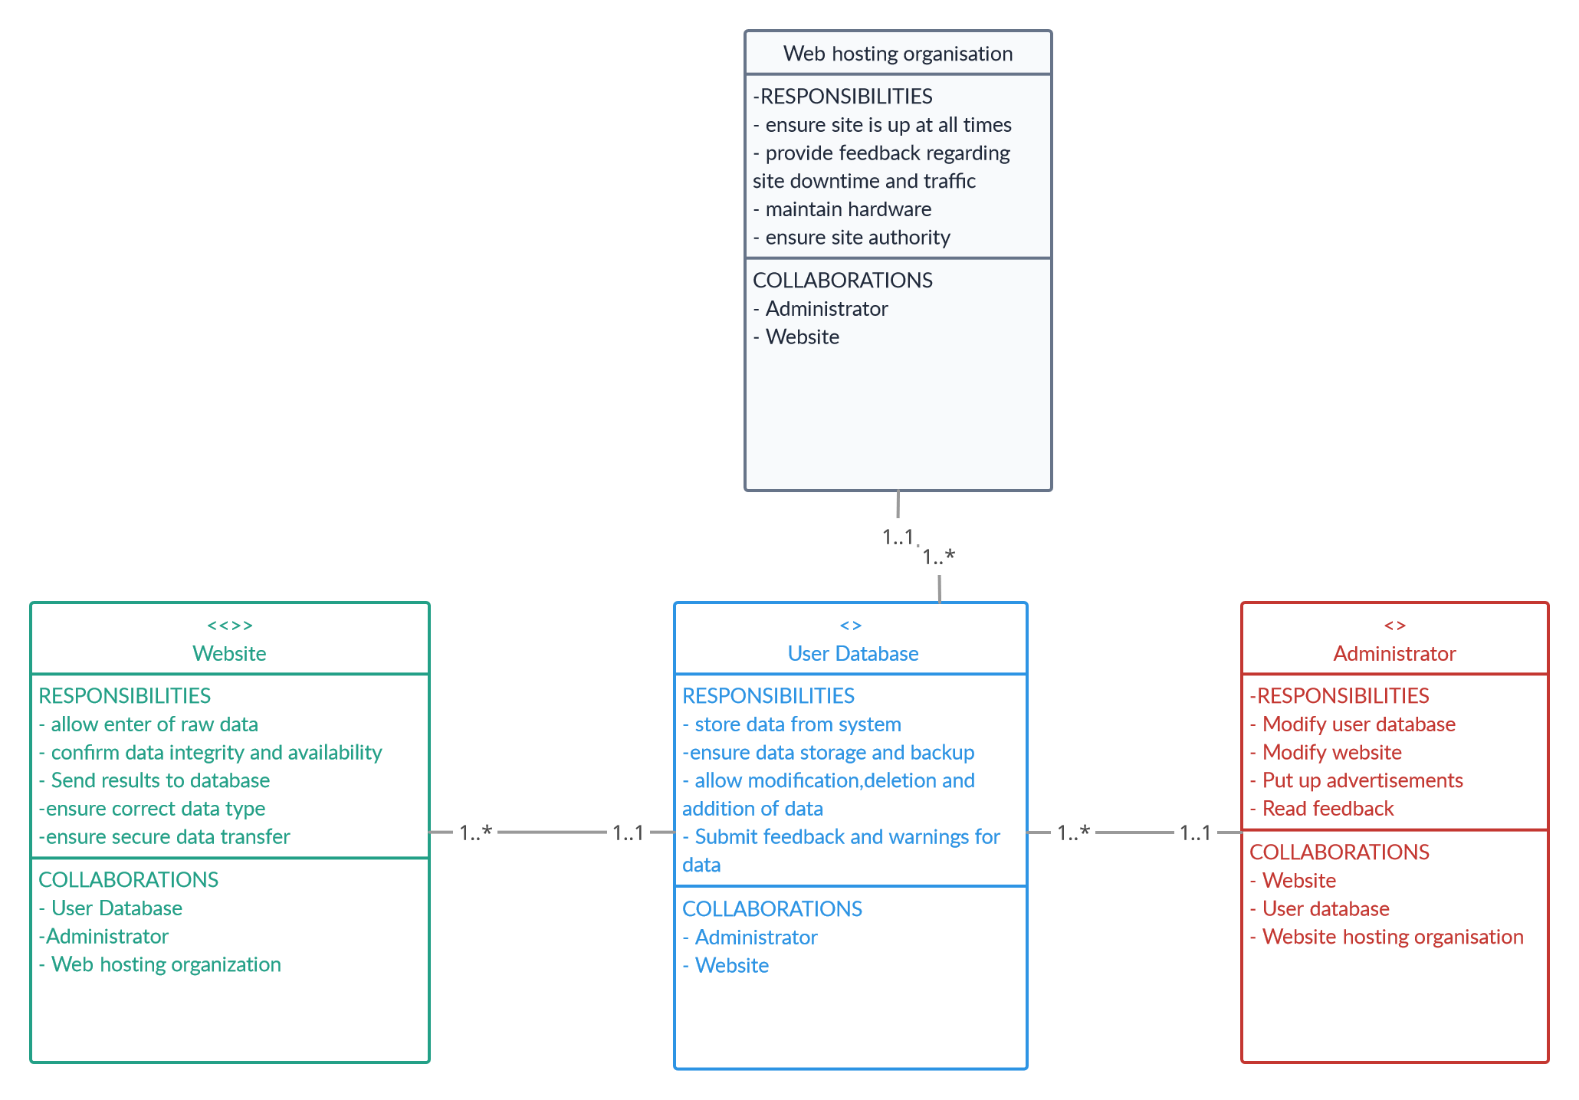 Web hosting organisation
-RESPONSIBILITIES
- ensure site is up at all times
- provide feedback regarding
site downtime and traffic
- maintain hardware
- ensure site authority
COLLABORATIONS
- Administrator
- Website
1..1
1..*
<<>>
Website
RESPONSIBILITIES
- allow enter of raw data
- confirm data integrity and availability
- Send results to database
-ensure correct data type
-ensure secure data transfer
COLLABORATIONS
- User Database
-Administrator
- Web hosting organization
1..*
1..1
<>
User Database
RESPONSIBILITIES
- store data from system
-ensure data storage and backup
- allow modification,deletion and
addition of data
- Submit feedback and warnings for
data
COLLABORATIONS
- Administrator
- Website
1..*
1..1
<>
Administrator
-RESPONSIBILITIES
- Modify user database
- Modify website
- Put up advertisements
- Read feedback
COLLABORATIONS
- Website
- User database
- Website hosting organisation